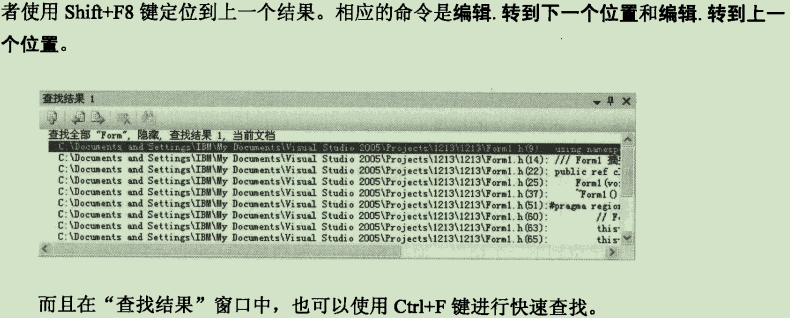 者使用 Shift+F8 键定位到上一个结果。相应的命令是编辑.转到下一个位置和编辑.转到上一
个位置。
查找结果 1
查找全部 "Form", 隐藏, 查找结果 1, 当前文档
C:\Documents and Settings\IBM\My Documents\Visual Studio 2005\Projects\1213\1213\Form1.h(9): using namesp
C:\Documents and Settings\IBM\My Documents\Visual Studio 2005\Projects\1213\1213\Form1.h(14): /// Form1 摘
C:\Documents and Settings\IBM\My Documents\Visual Studio 2005\Projects\1213\1213\Form1.h(22): public ref c
C:\Documents and Settings\IBM\My Documents\Visual Studio 2005\Projects\1213\1213\Form1.h(25): Form1(vo
C:\Documents and Settings\IBM\My Documents\Visual Studio 2005\Projects\1213\1213\Form1.h(37): ~Form1()
C:\Documents and Settings\IBM\My Documents\Visual Studio 2005\Projects\1213\1213\Form1.h(51):#pragma region
C:\Documents and Settings\IBM\My Documents\Visual Studio 2005\Projects\1213\1213\Form1.h(60): // F
C:\Documents and Settings\IBM\My Documents\Visual Studio 2005\Projects\1213\1213\Form1.h(63): this
C:\Documents and Settings\IBM\My Documents\Visual Studio 2005\Projects\1213\1213\Form1.h(65): this
而且在“查找结果”窗口中，也可以使用 Ctrl+F 键进行快速查找。